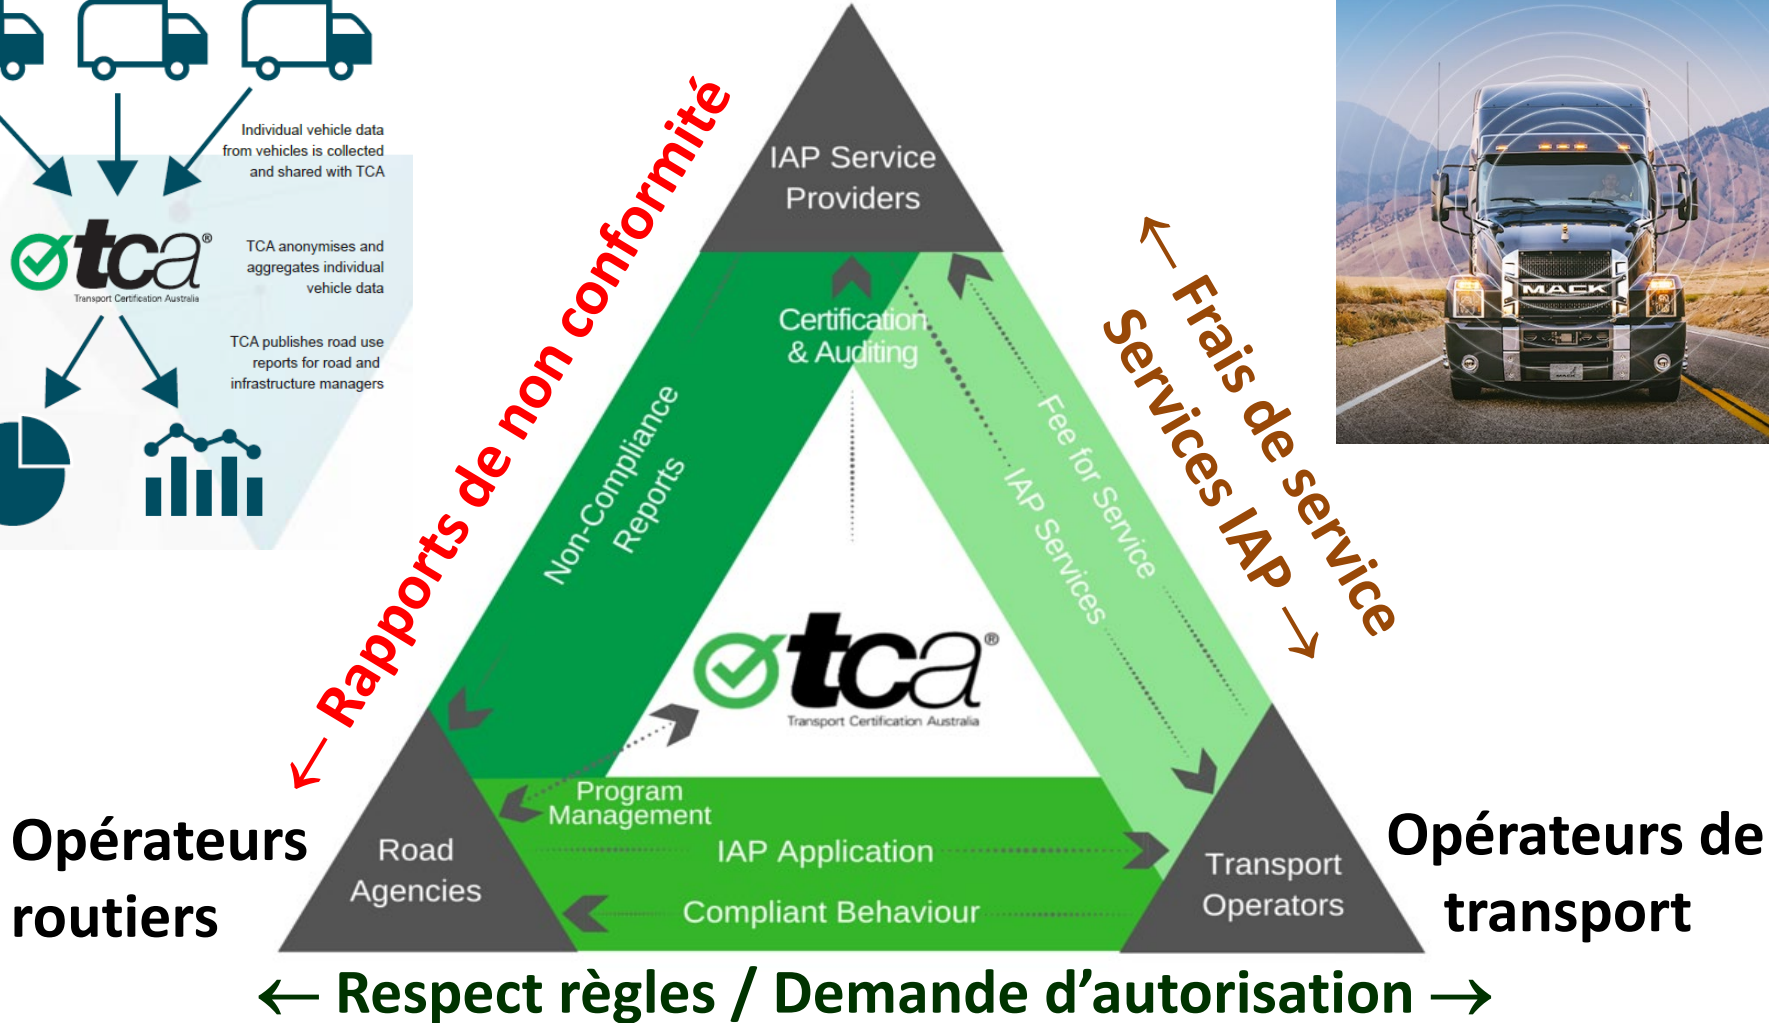 Individual vehicle data
from vehicles is collected
and shared with TCA
tca®
Transport Certification Australia
TCA anonymises and
aggregates individual
vehicle data
TCA publishes road use
reports for road and
infrastructure managers
← Rapports de non conformité
IAP Service
Providers
Certification
& Auditing
Non-Compliance
Reports
Fee for Service
IAP Services
← Frais de service
Services IAP →
MACK
tca®
Transport Certification Australia
Program
Management
IAP Application
Compliant Behaviour
Road
Agencies
Transport
Operators
Opérateurs
routiers
Opérateurs de
transport
← Respect règles / Demande d’autorisation →